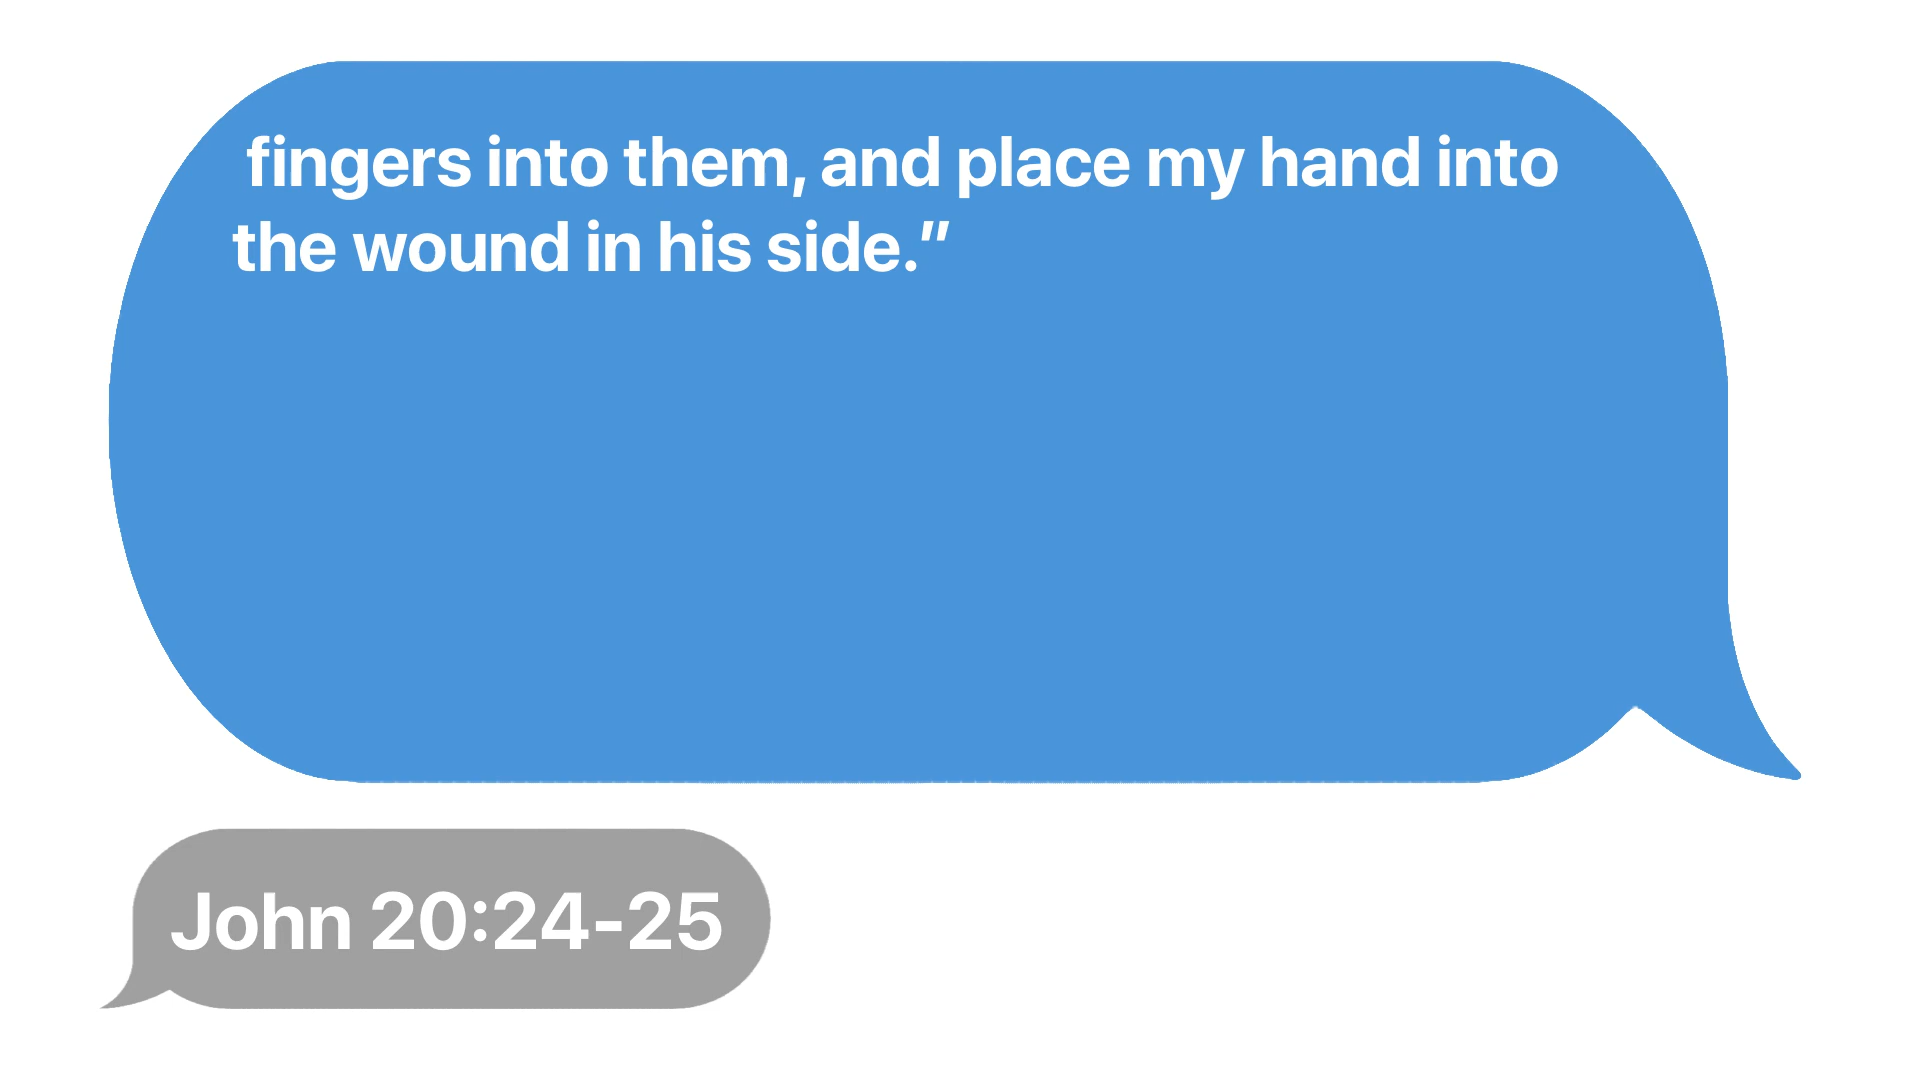 fingers into them, and place my hand into
the wound in his side.”
John 20:24-25